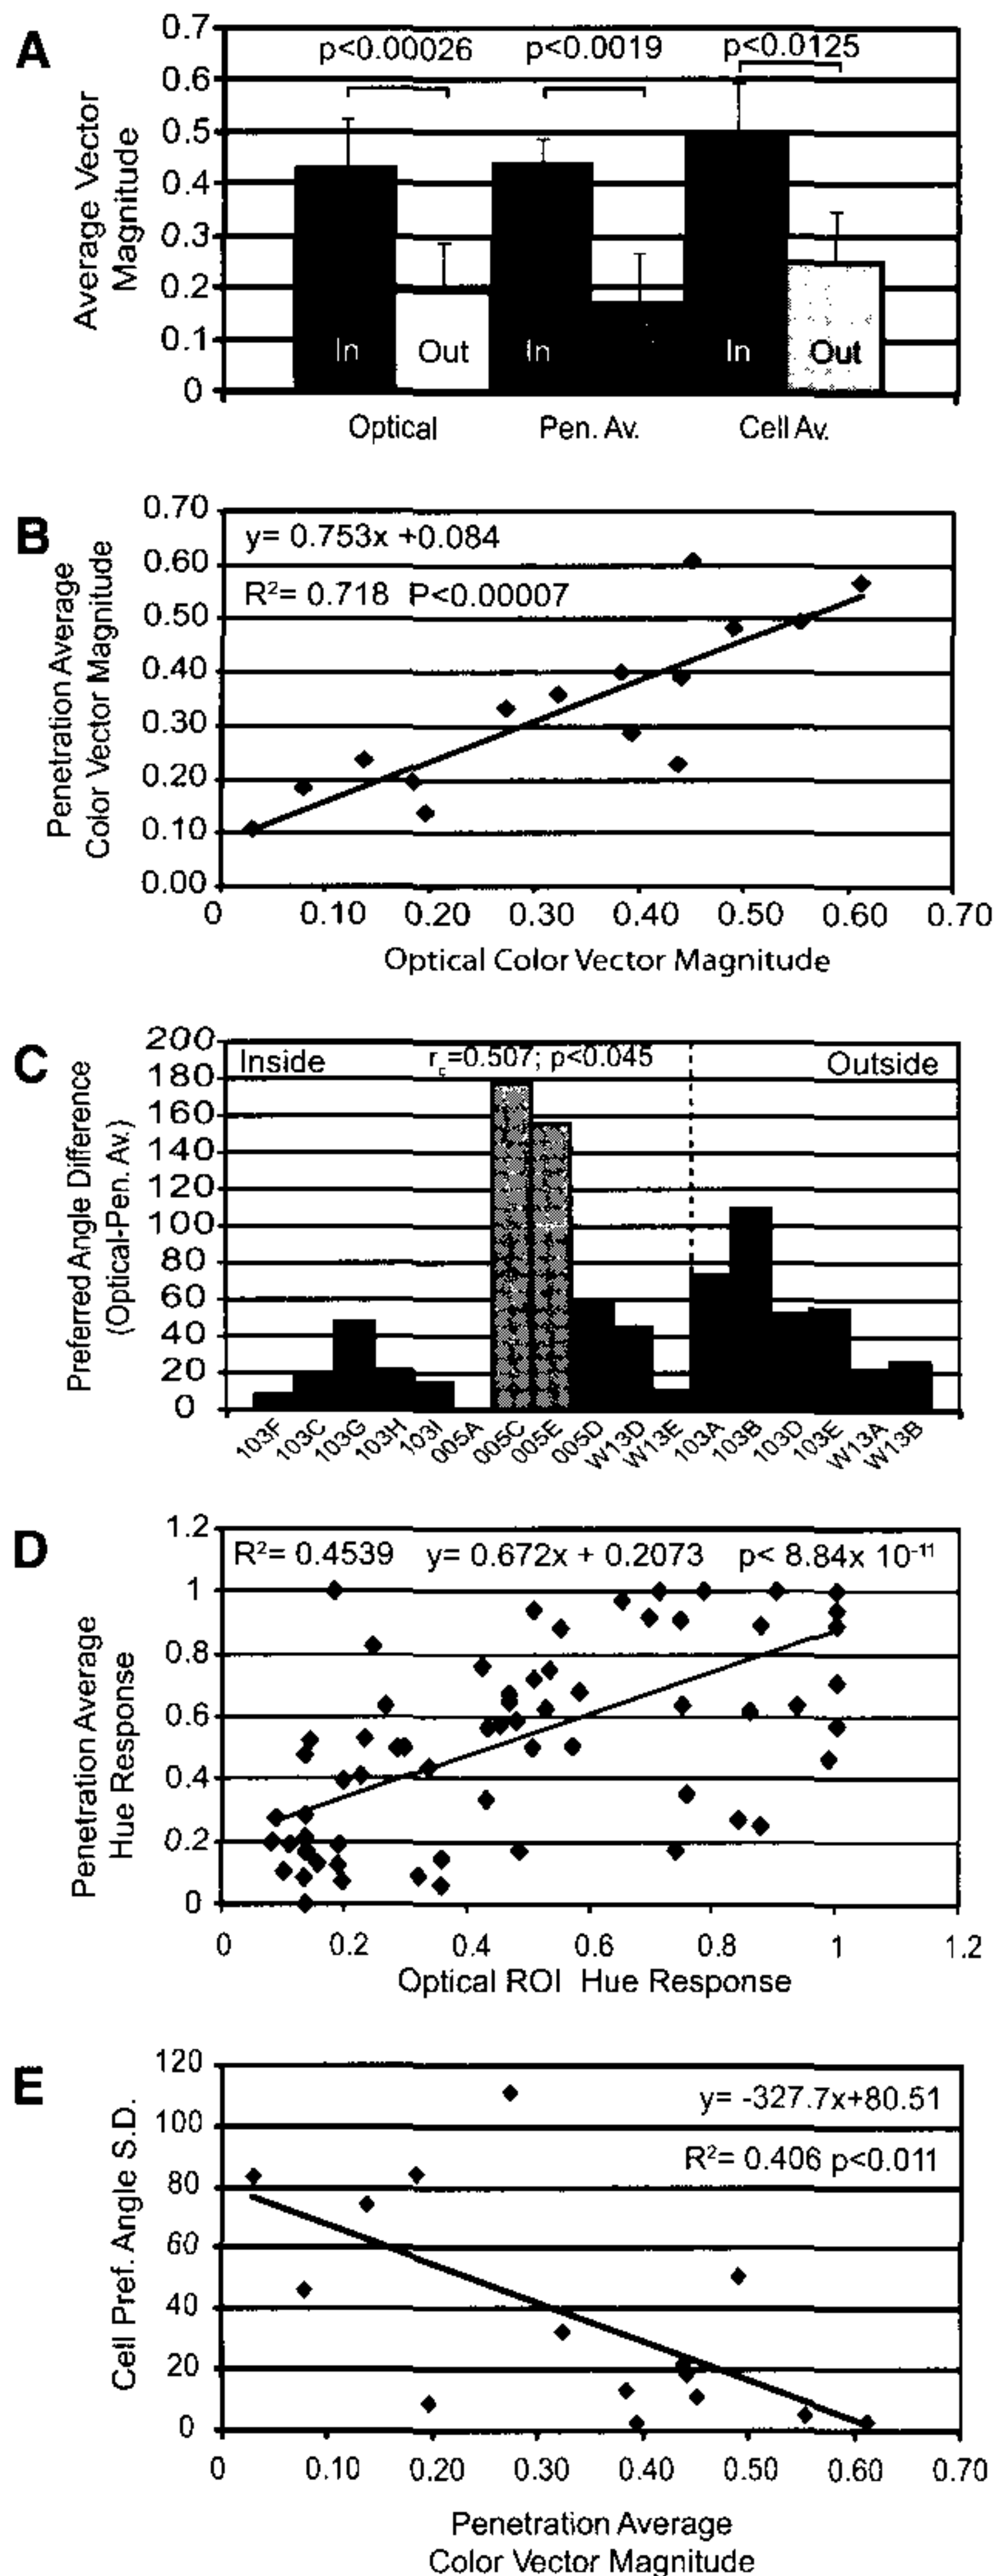 A
Average Vector
Magnitude
0.7
0.6
0.5
0.4
0.3
0.2
0.1
0
p<0.00026 p<0.0019 p<0.0125
In Out In In Out
Optical Pen. Av. Cell Av.
B
Penetration Average
Color Vector Magnitude
0.70
0.60
0.50
0.40
0.30
0.20
0.10
0.00
y= 0.753x +0.084
R²= 0.718 P<0.00007
0 0.10 0.20 0.30 0.40 0.50 0.60 0.70
Optical Color Vector Magnitude
C
Preferred Angle Difference
(Optical-Pen. Av.)
200
180
160
140
120
100
80
60
40
20
0
Inside r꜀=0.507; p<0.045 Outside
103F 103C 103G 103H 103I 005A 005C 005E 005D W13D W13E 103A 103B 103D 103E W13A W13B
D
Penetration Average
Hue Response
1.2
1
0.8
0.6
0.4
0.2
0
R²= 0.4539 y= 0.672x + 0.2073 p< 8.84x 10⁻¹¹
0 0.2 0.4 0.6 0.8 1 1.2
Optical ROI Hue Response
E
Cell Pref. Angle S.D.
120
100
80
60
40
20
0
y= -327.7x+80.51
R²= 0.406 p<0.011
0 0.10 0.20 0.30 0.40 0.50 0.60 0.70
Penetration Average
Color Vector Magnitude